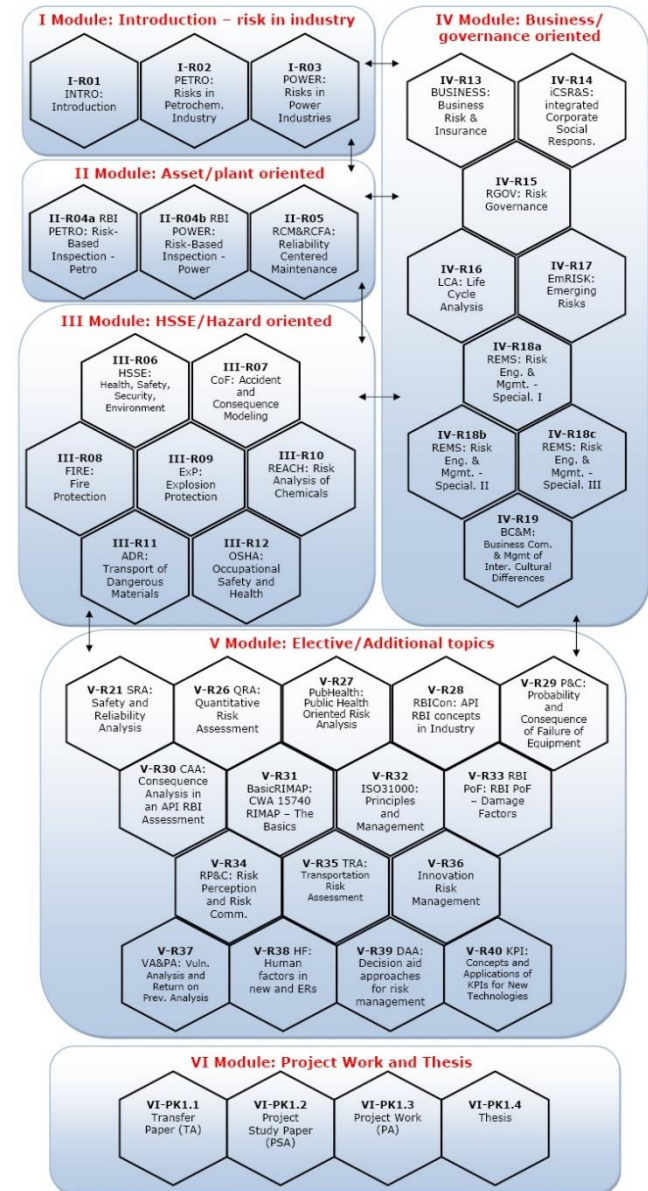 I Module: Introduction – risk in industry
I-R01
INTRO:
Introduction
I-R02
PETRO:
Risks in
Petrochem.
Industry
I-R03
POWER:
Risks in
Power
Industries
II Module: Asset/plant oriented
II-R04a RBI
PETRO: Risk-
Based
Inspection -
Petro
II-R04b RBI
POWER:
Risk-Based
Inspection -
Power
II-R05
RCM&RCFA:
Reliability
Centered
Maintenance
III Module: HSSE/Hazard oriented
III-R06
HSSE:
Health, Safety,
Security,
Environment
III-R07
CoF: Accident
and
Consequence
Modeling
III-R08
FIRE:
Fire
Protection
III-R09
ExP:
Explosion
Protection
III-R10
REACH: Risk
Analysis of
Chemicals
III-R11
ADR:
Transport of
Dangerous
Materials
III-R12
OSHA:
Occupational
Safety and
Health
IV Module: Business/
governance oriented
IV-R13
BUSINESS:
Business
Risk &
Insurance
IV-R14
iCSR&S:
integrated
Corporate
Social
Respons.
IV-R15
RGOV: Risk
Governance
IV-R16
LCA: Life
Cycle
Analysis
IV-R17
EmRISK:
Emerging
Risks
IV-R18a
REMS: Risk
Eng. &
Mgmt. -
Special. I
IV-R18b
REMS: Risk
Eng. &
Mgmt. -
Special. II
IV-R18c
REMS: Risk
Eng. &
Mgmt. -
Special. III
IV-R19
BC&M:
Business Com.
& Mgmt of
Inter. Cultural
Differences
V Module: Elective/Additional topics
V-R21 SRA:
Safety and
Reliability
Analysis
V-R26 QRA:
Quantitative
Risk
Assessment
V-R27
PubHealth:
Public Health
Oriented Risk
Analysis
V-R28
RBICon: API
RBI concepts
in Industry
V-R29 P&C:
Probability
and
Consequence
of Failure of
Equipment
V-R30 CAA:
Consequence
Analysis in
an API RBI
Assessment
V-R31
BasicRIMAP:
CWA 15740
RIMAP – The
Basics
V-R32
ISO31000:
Principles
and
Management
V-R33 RBI
PoF: RBI PoF
– Damage
Factors
V-R34
RP&C: Risk
Perception
and Risk
Comm.
V-R35 TRA:
Transportation
Risk
Assessment
V-R36
Innovation
Risk
Management
V-R37
VA&PA: Vuln.
Analysis and
Return on
Prev. Analysis
V-R38 HF:
Human
factors in
new and ERs
V-R39 DAA:
Decision aid
approaches
for risk
management
V-R40 KPI:
Concepts and
Applications of
KPIs for New
Technologies
VI Module: Project Work and Thesis
VI-PK1.1
Transfer
Paper (TA)
VI-PK1.2
Project
Study Paper
(PSA)
VI-PK1.3
Project Work
(PA)
VI-PK1.4
Thesis